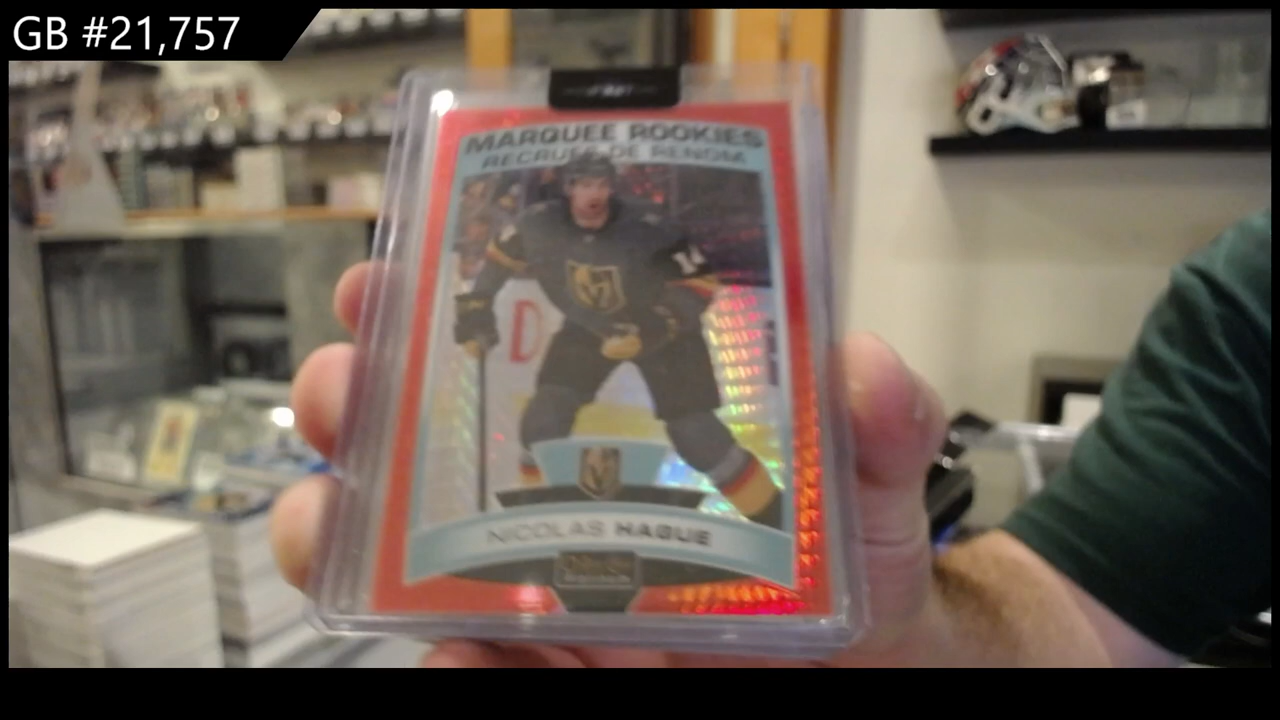 GB #21,757
MARQUEE ROOKIES
RECRUES DE RENOM
14
D
NICOLAS HAGUE